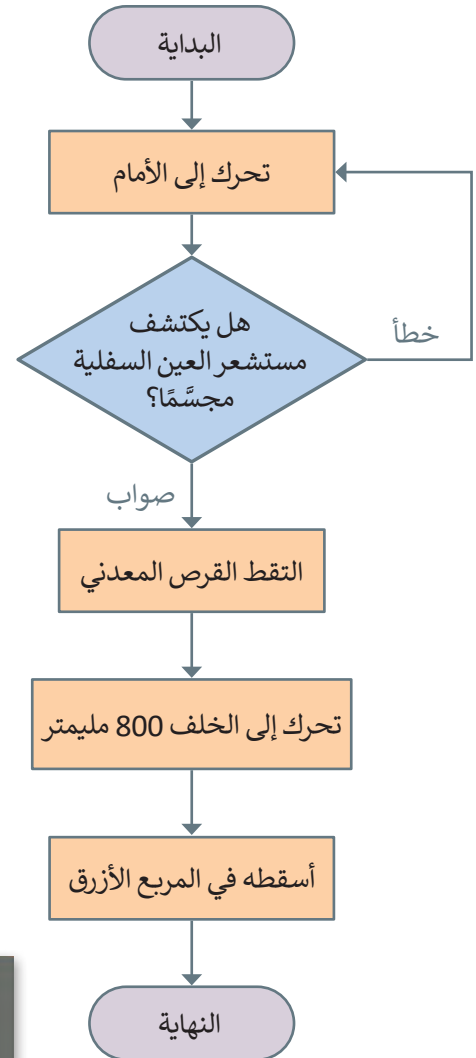 البداية
تحرك إلى الأمام
هل يكتشف
مستشعر العين السفلية
مجسَّمًا؟
خطأ
صواب
التقط القرص المعدني
تحرك إلى الخلف 800 مليمتر
أسقطه في المربع الأزرق
النهاية